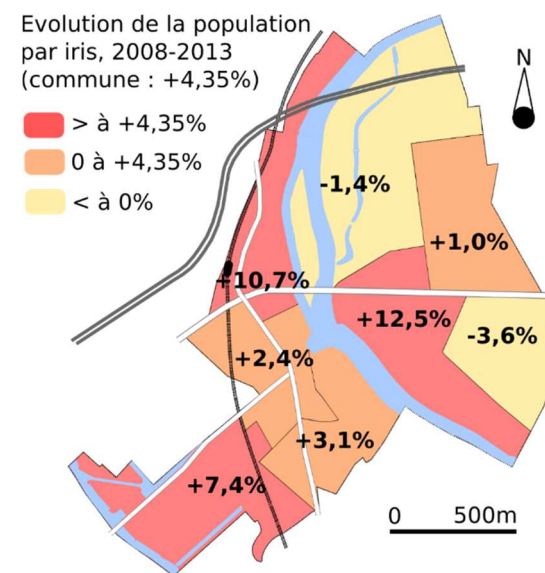 Evolution de la population
par iris, 2008-2013
(commune : +4,35%)
> à +4,35%
0 à +4,35%
< à 0%
N
-1,4%
+1,0%
+10,7%
+12,5%
-3,6%
+2,4%
+3,1%
+7,4%
0 500m